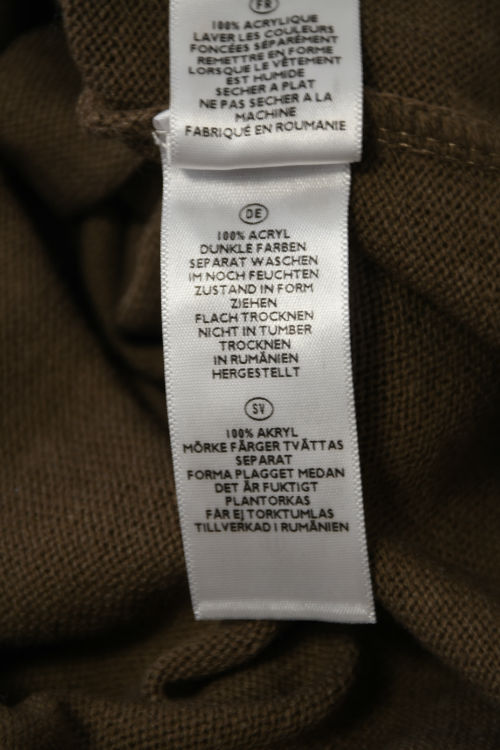 FR
100% ACRYLIQUE
LAVER LES COULEURS
FONCÉES SÉPARÉMENT
REMETTRE EN FORME
LORSQUE LE VÊTEMENT
EST HUMIDE
SECHER A PLAT
NE PAS SECHER A LA
MACHINE
FABRIQUÉ EN ROUMANIE
DE
100% ACRYL
DUNKLE FARBEN
SEPARAT WASCHEN
IM NOCH FEUCHTEN
ZUSTAND IN FORM
ZIEHEN
FLACH TROCKNEN
NICHT IN TUMBER
TROCKNEN
IN RUMÄNIEN
HERGESTELLT
SV
100% AKRYL
MÖRKE FÄRGER TVÄTTAS
SEPARAT
FORMA PLAGGET MEDAN
DET ÄR FUKTIGT
PLANTORKAS
FÅR EJ TORKTUMLAS
TILLVERKAD I RUMÄNIEN